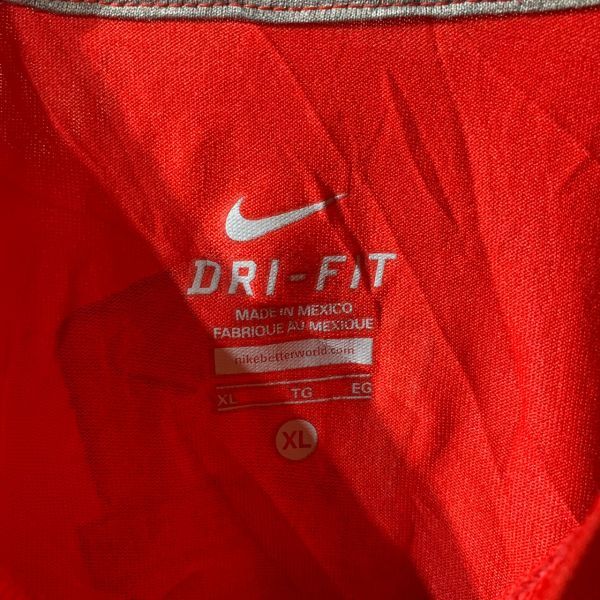 DRI-FIT
MADE IN MEXICO
FABRIQUE AU MEXIQUE
nikebetterworld.com
XL TG EG
XL